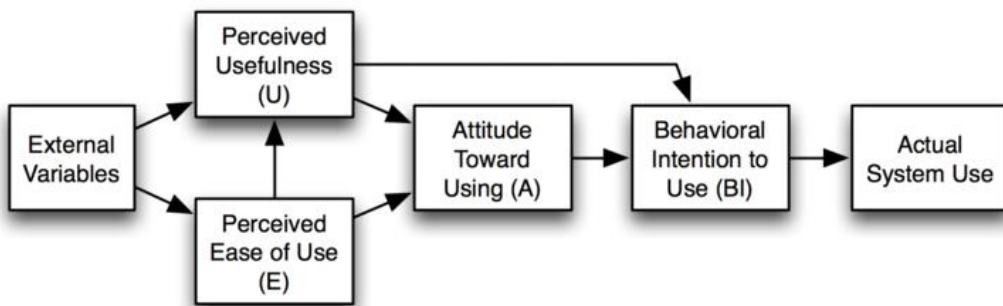 External
Variables
Perceived
Usefulness
(U)
Perceived
Ease of Use
(E)
Attitude
Toward
Using (A)
Behavioral
Intention to
Use (BI)
Actual
System Use